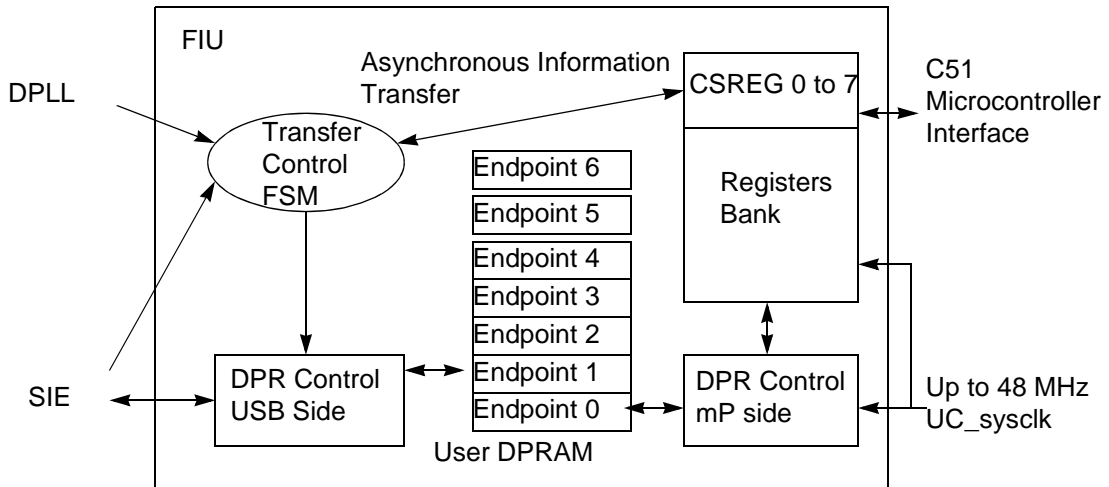 FIU
DPLL
Asynchronous Information
Transfer
CSREG 0 to 7
C51
Microcontroller
Interface
Transfer
Control
FSM
Endpoint 6
Endpoint 5
Endpoint 4
Endpoint 3
Endpoint 2
Endpoint 1
Endpoint 0
Registers
Bank
SIE
DPR Control
USB Side
User DPRAM
DPR Control
mP side
Up to 48 MHz
UC_sysclk